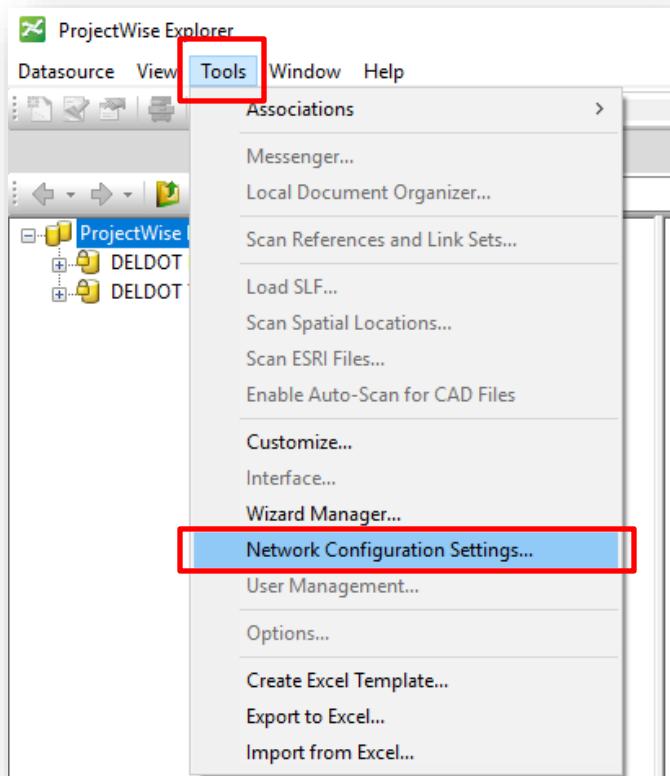 ProjectWise Explorer
Datasource View Tools Window Help
Associations
Messenger...
Local Document Organizer...
ProjectWise
DELDOT
DELDOT
Scan References and Link Sets...
Load SLF...
Scan Spatial Locations...
Scan ESRI Files...
Enable Auto-Scan for CAD Files
Customize...
Interface...
Wizard Manager...
Network Configuration Settings...
User Management...
Options...
Create Excel Template...
Export to Excel...
Import from Excel...